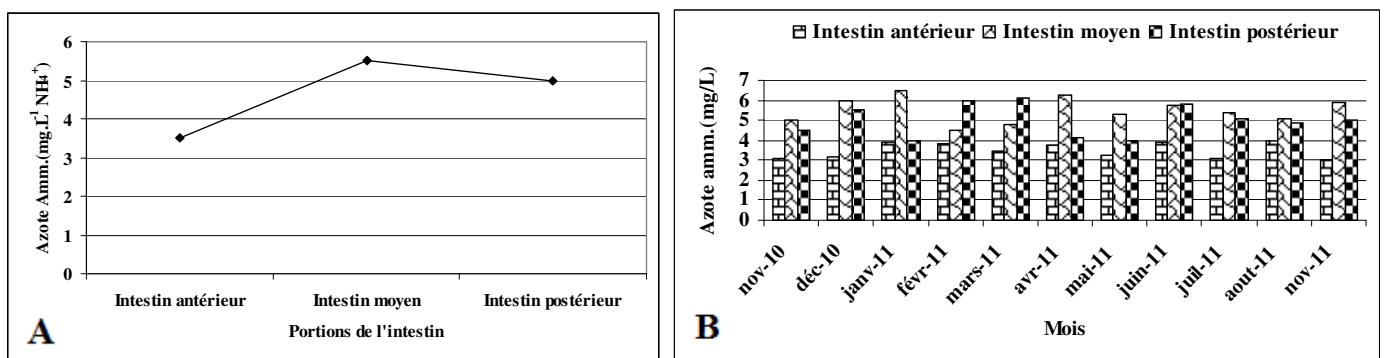 6
5
4
3
2
1
0
Azote Amm.(mg.L⁻¹ NH4⁺)
Intestin antérieur Intestin moyen Intestin postérieur
Portions de l'intestin
A
Intestin antérieur Intestin moyen Intestin postérieur
7
6
5
4
3
2
1
0
Azote amm.(mg/L)
nov-10 déc-10 janv-11 févr-11 mars-11 avr-11 mai-11 juin-11 juil-11 aout-11 nov-11
Mois
B